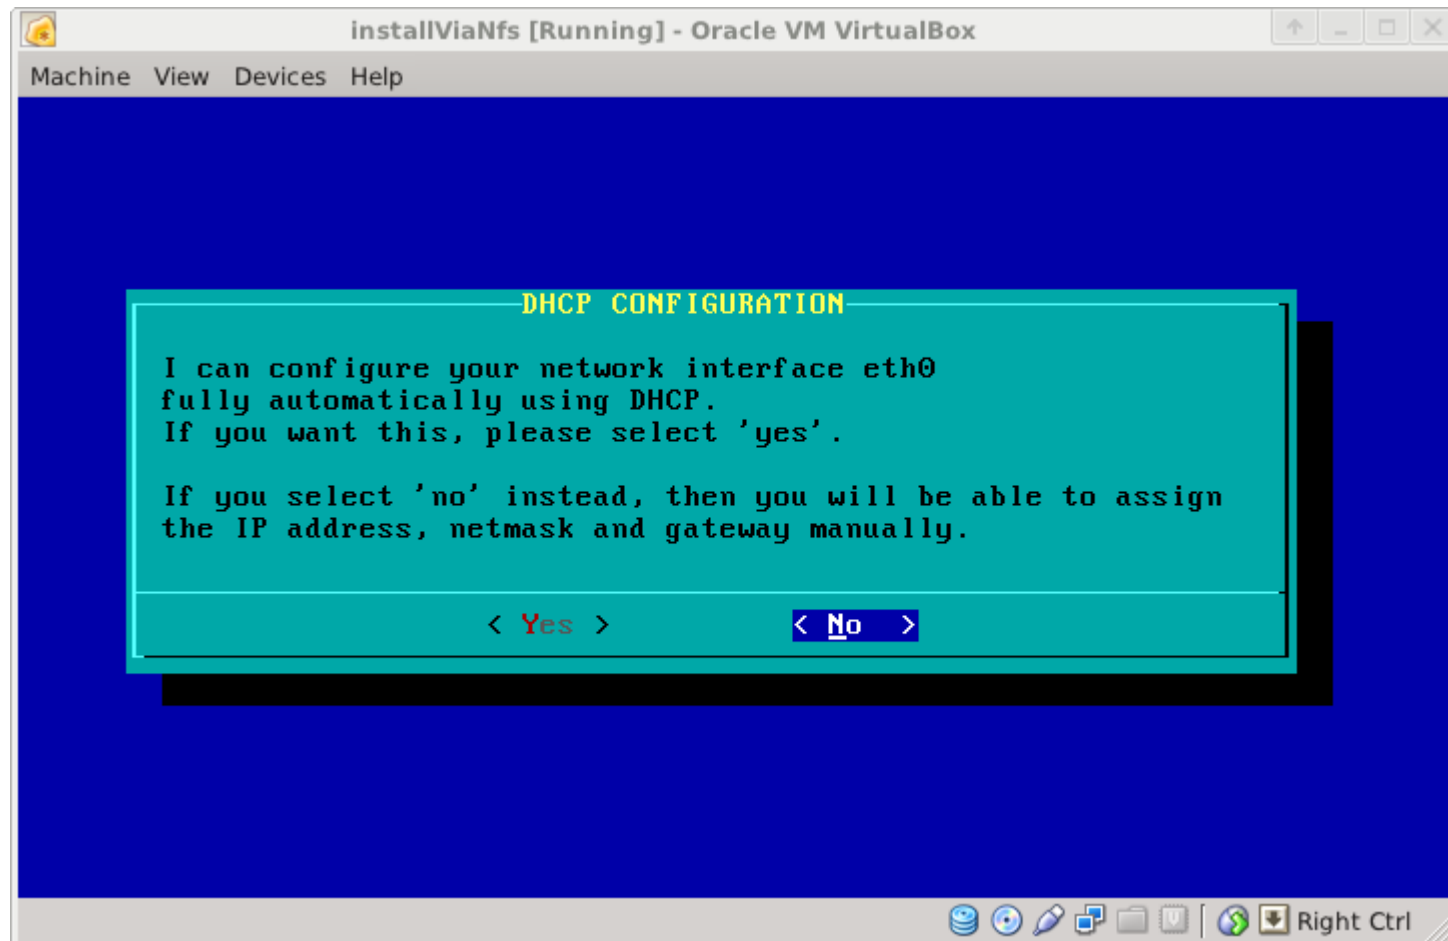 installViaNfs [Running] - Oracle VM VirtualBox
Machine View Devices Help
DHCP CONFIGURATION
I can configure your network interface eth0
fully automatically using DHCP.
If you want this, please select 'yes'.
If you select 'no' instead, then you will be able to assign
the IP address, netmask and gateway manually.
< Yes > < No >
Right Ctrl